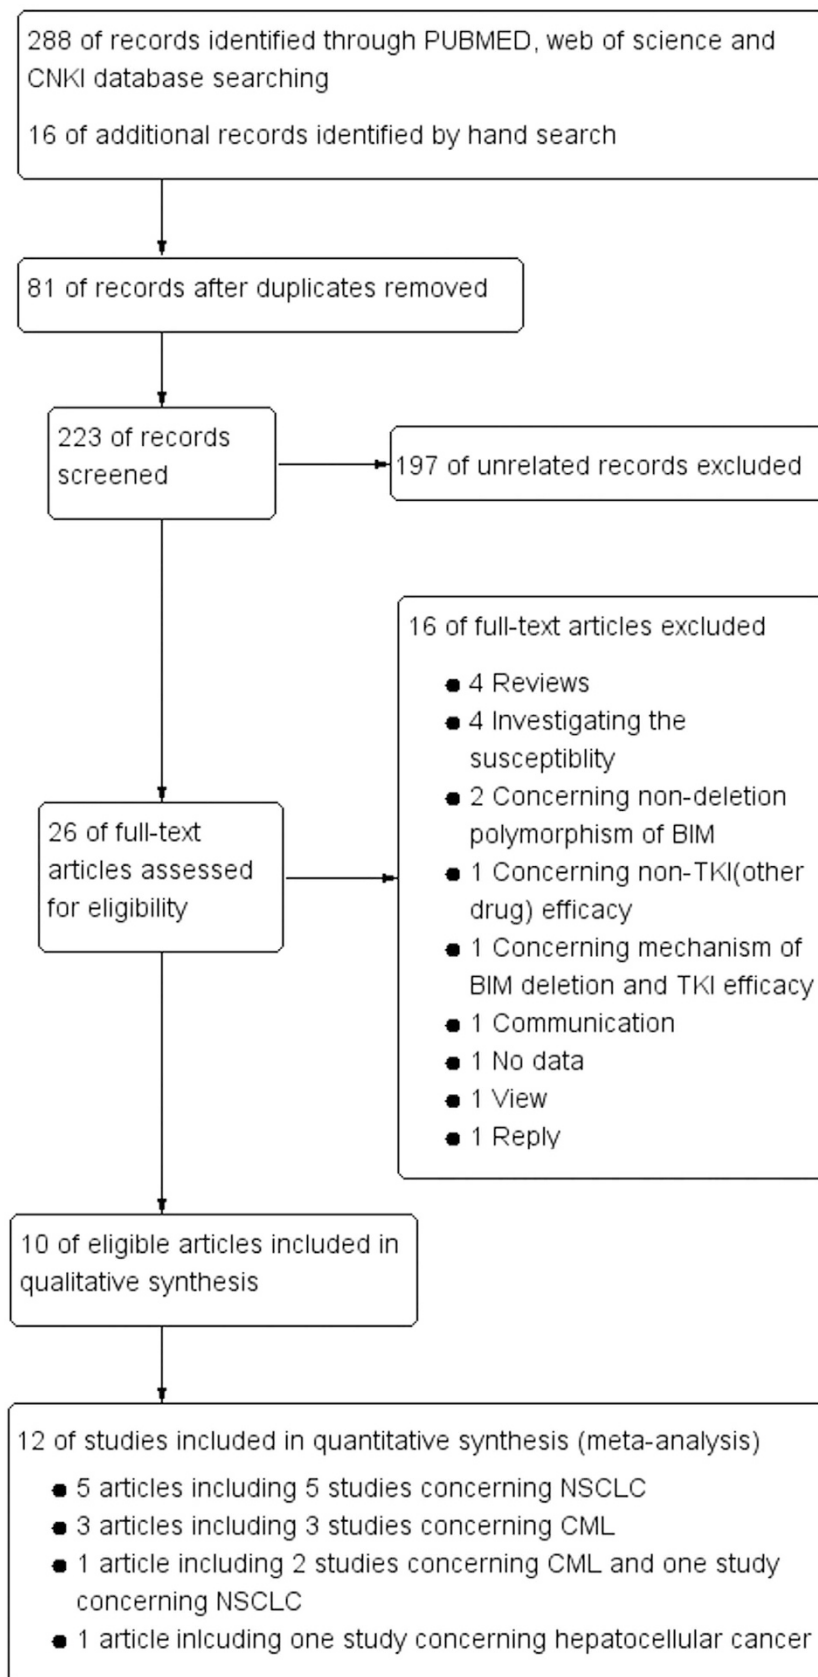 288 of records identified through PUBMED, web of science and
CNKI database searching
16 of additional records identified by hand search
81 of records after duplicates removed
223 of records
screened
197 of unrelated records excluded
16 of full-text articles excluded
● 4 Reviews
● 4 Investigating the
susceptiblity
● 2 Concerning non-deletion
polymorphism of BIM
● 1 Concerning non-TKI(other
drug) efficacy
● 1 Concerning mechanism of
BIM deletion and TKI efficacy
● 1 Communication
● 1 No data
● 1 View
● 1 Reply
26 of full-text
articles assessed
for eligibility
10 of eligible articles included in
qualitative synthesis
12 of studies included in quantitative synthesis (meta-analysis)
● 5 articles including 5 studies concerning NSCLC
● 3 articles including 3 studies concerning CML
● 1 article including 2 studies concerning CML and one study
concerning NSCLC
● 1 article inlcuding one study concerning hepatocellular cancer